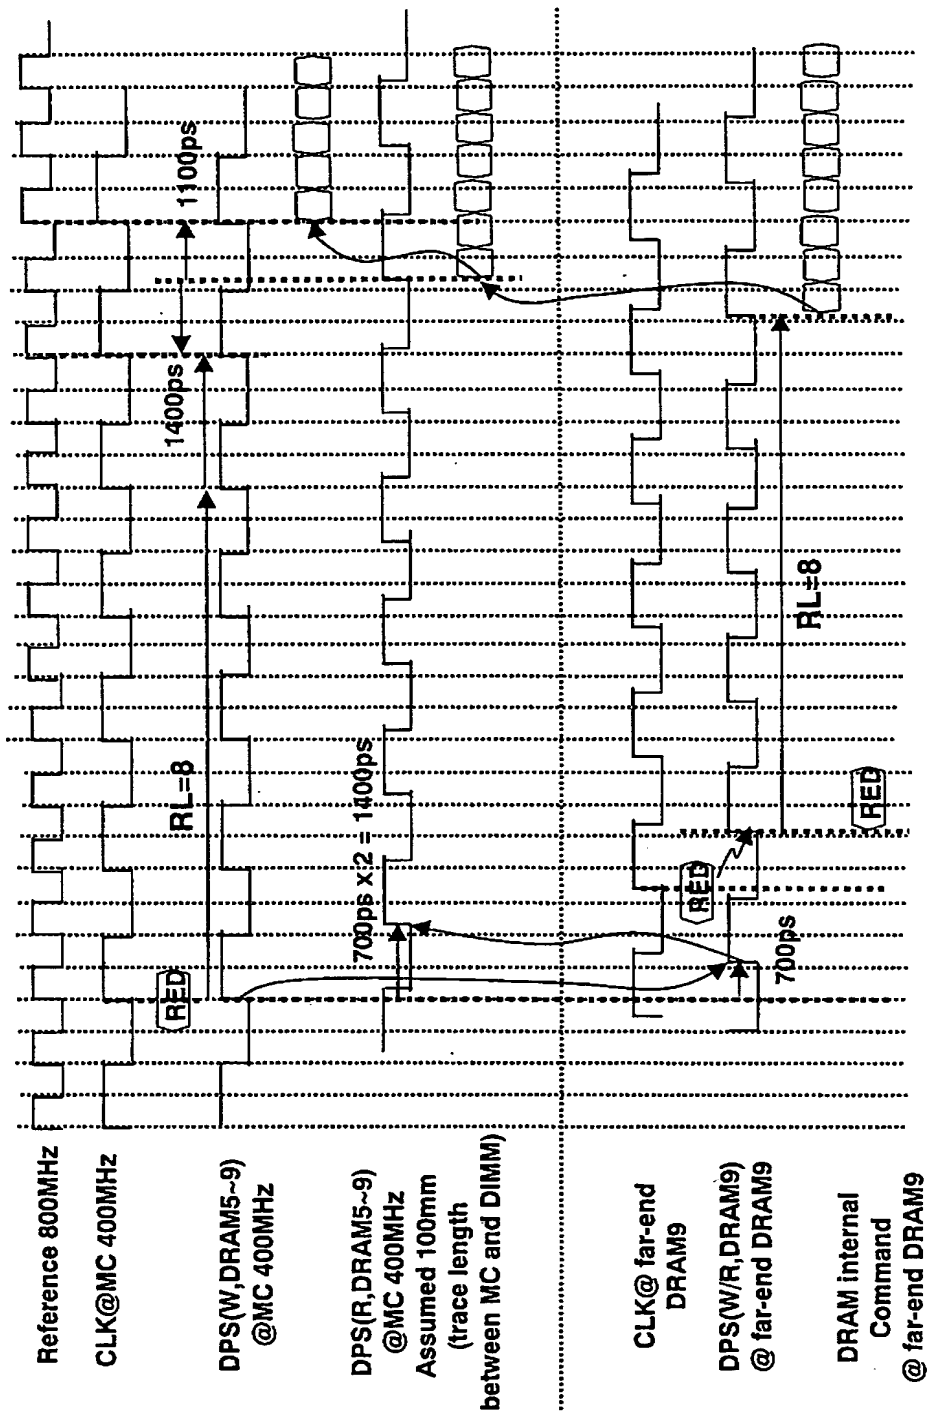 Reference 800MHz
CLK@MC 400MHz
DPS(W,DRAM5~9)
@MC 400MHz
DPS(R,DRAM5~9)
@MC 400MHz
Assumed 100mm
(trace length
between MC and DIMM)
CLK@ far-end
DRAM9
DPS(W/R,DRAM9)
@ far-end DRAM9
DRAM internal
Command
@ far-end DRAM9
RED
RL=8
1400ps
1100ps
700ps x 2 = 1400ps
RED
700ps
RL=8
RED